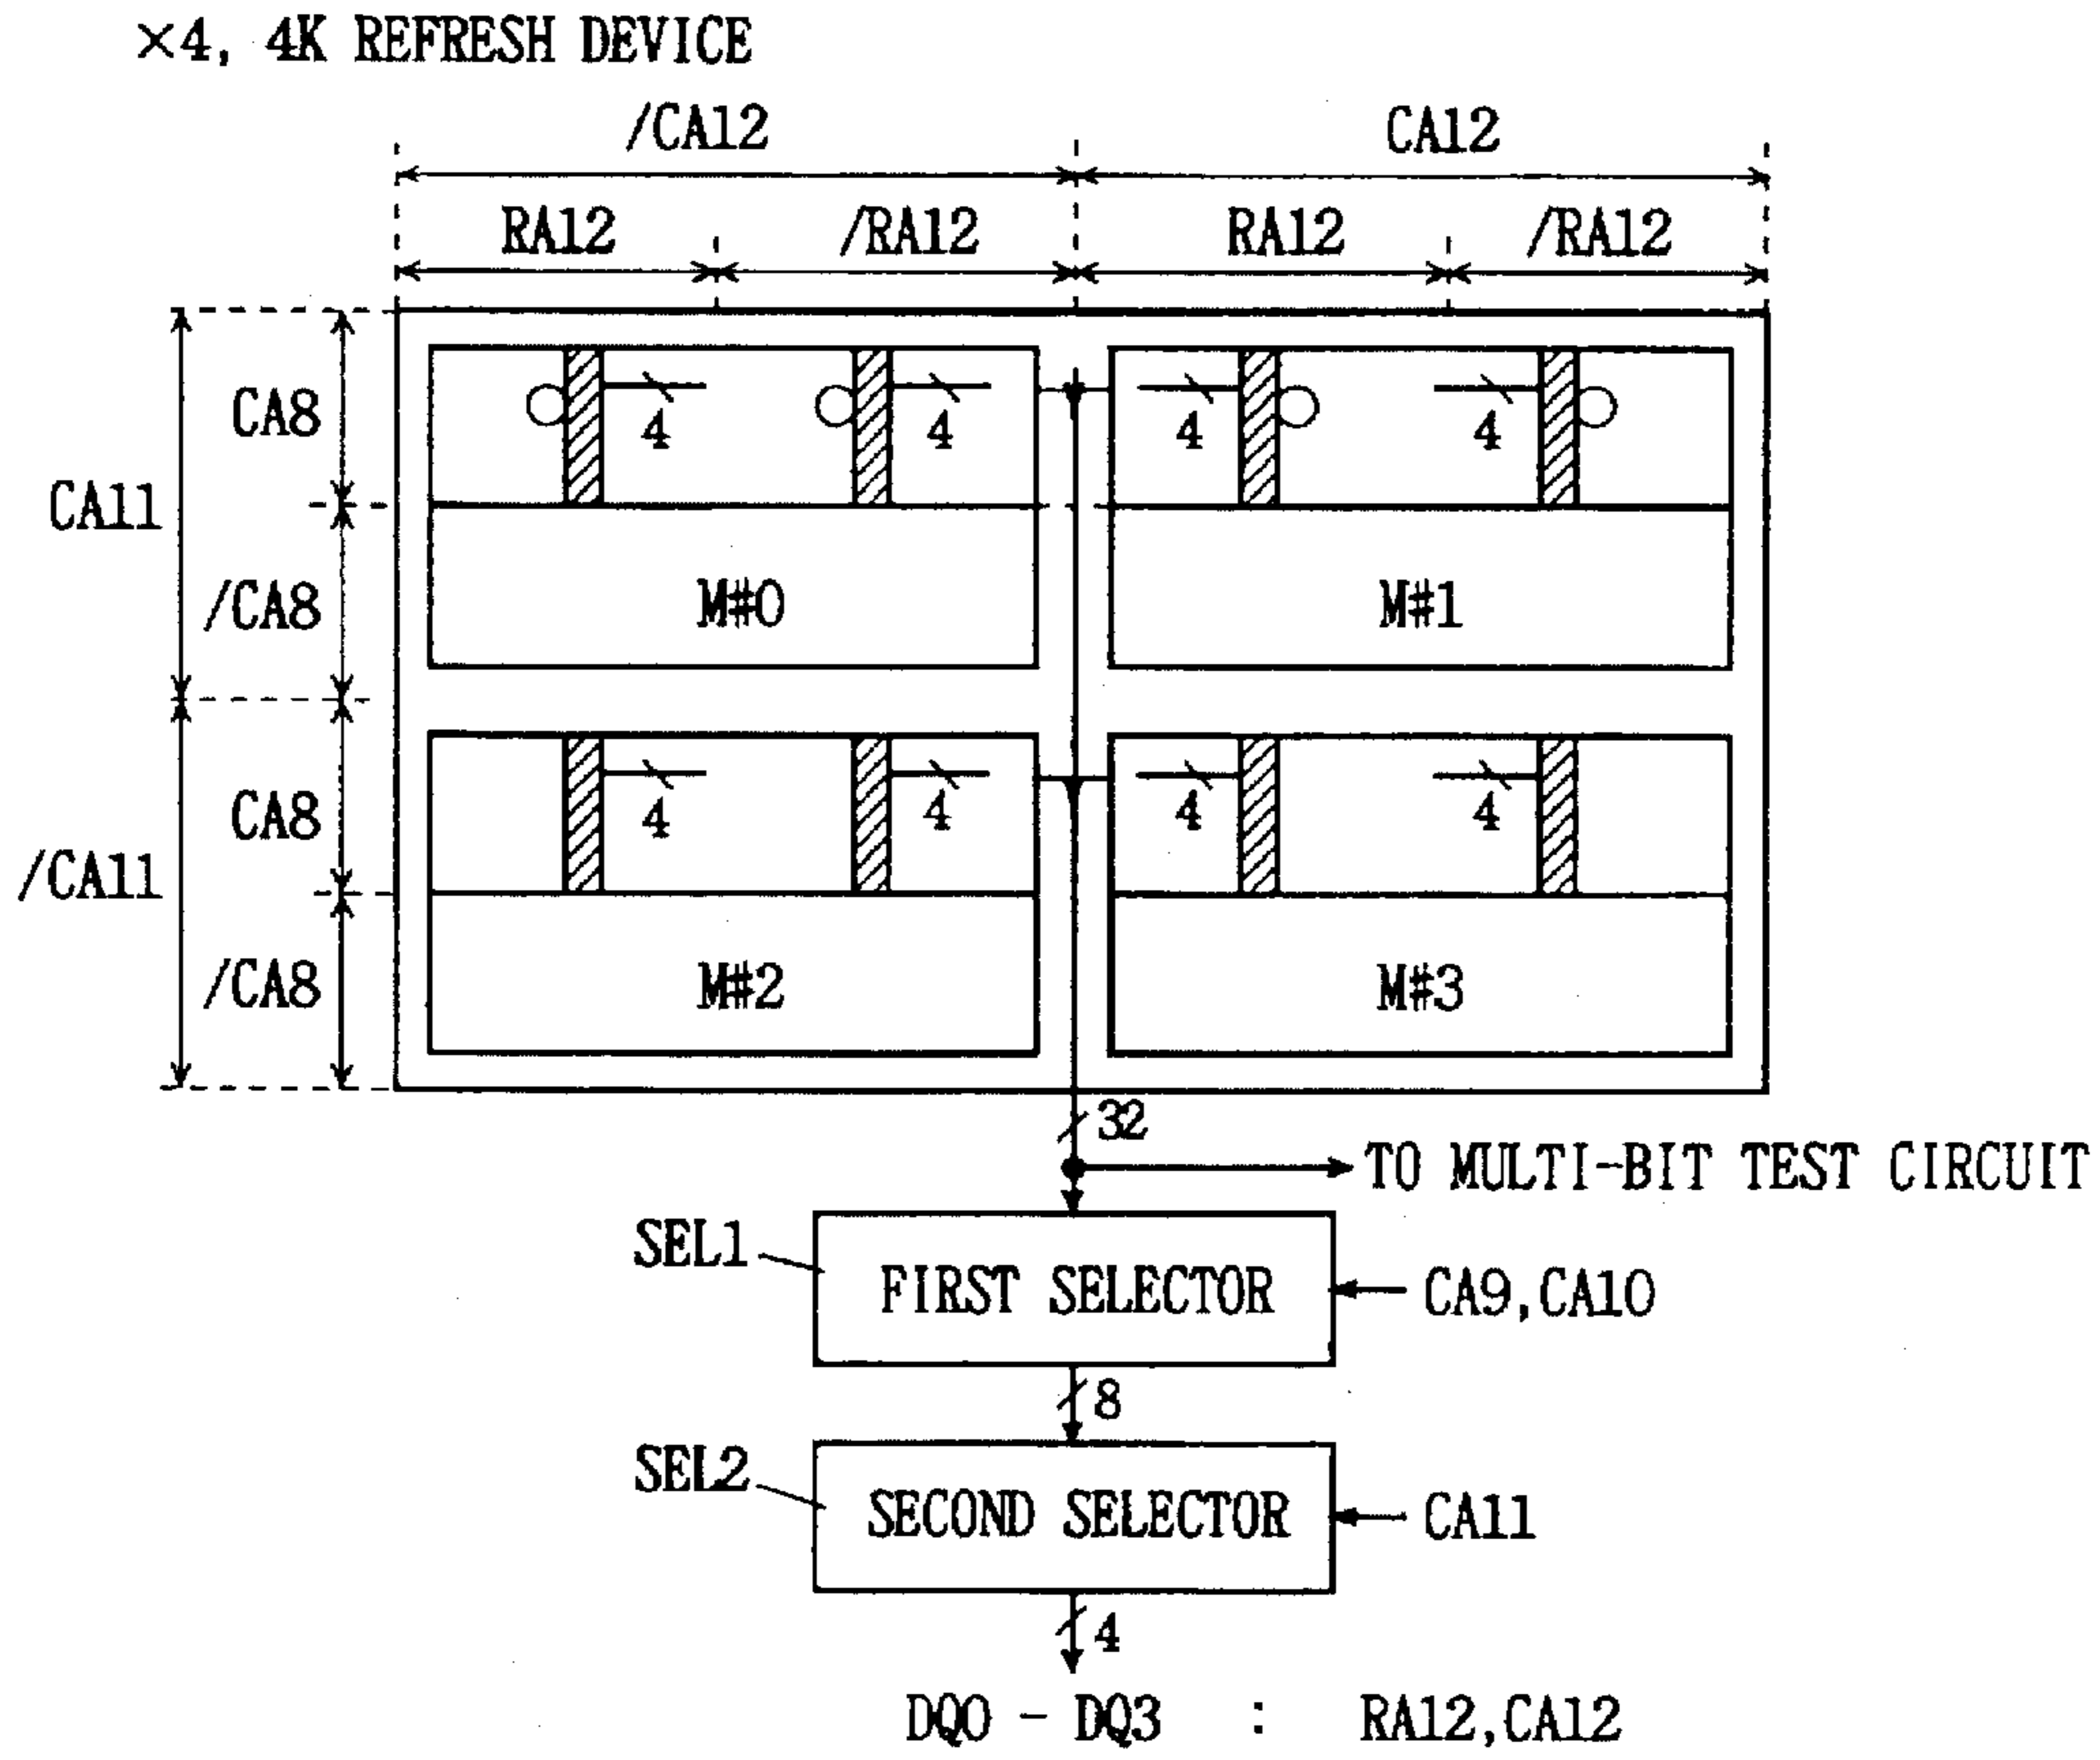 ×4, 4K REFRESH DEVICE
/CA12 CA12
RA12 /RA12 RA12 /RA12
CA8
4 4 4 4
CA11
/CA8
M#0 M#1
CA8
4 4 4 4
/CA11
/CA8
M#2 M#3
32
TO MULTI-BIT TEST CIRCUIT
SEL1
FIRST SELECTOR
CA9,CA10
8
SEL2
SECOND SELECTOR
CA11
4
DQ0 - DQ3 : RA12,CA12